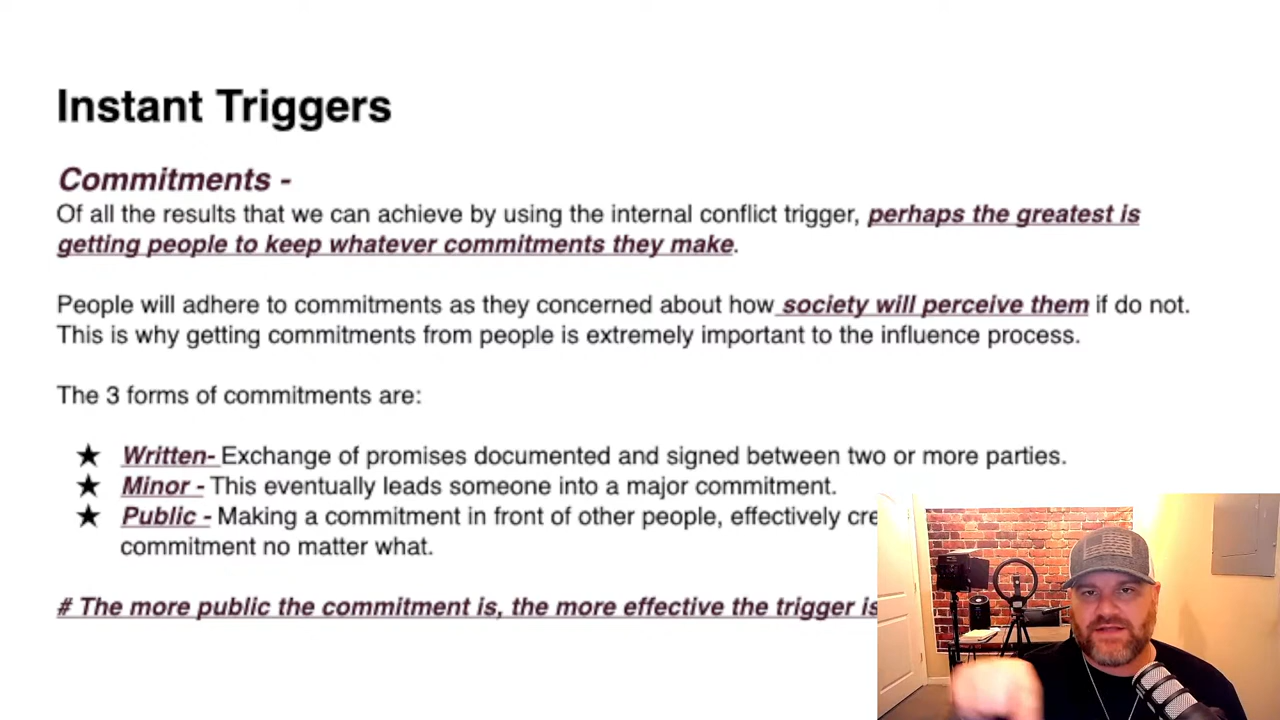 Instant Triggers
Commitments -
Of all the results that we can achieve by using the internal conflict trigger, perhaps the greatest is
getting people to keep whatever commitments they make.
People will adhere to commitments as they concerned about how society will perceive them if do not.
This is why getting commitments from people is extremely important to the influence process.
The 3 forms of commitments are:
★ Written- Exchange of promises documented and signed between two or more parties.
★ Minor - This eventually leads someone into a major commitment.
★ Public - Making a commitment in front of other people, effectively
commitment no matter what.
# The more public the commitment is, the more effective the trigger is